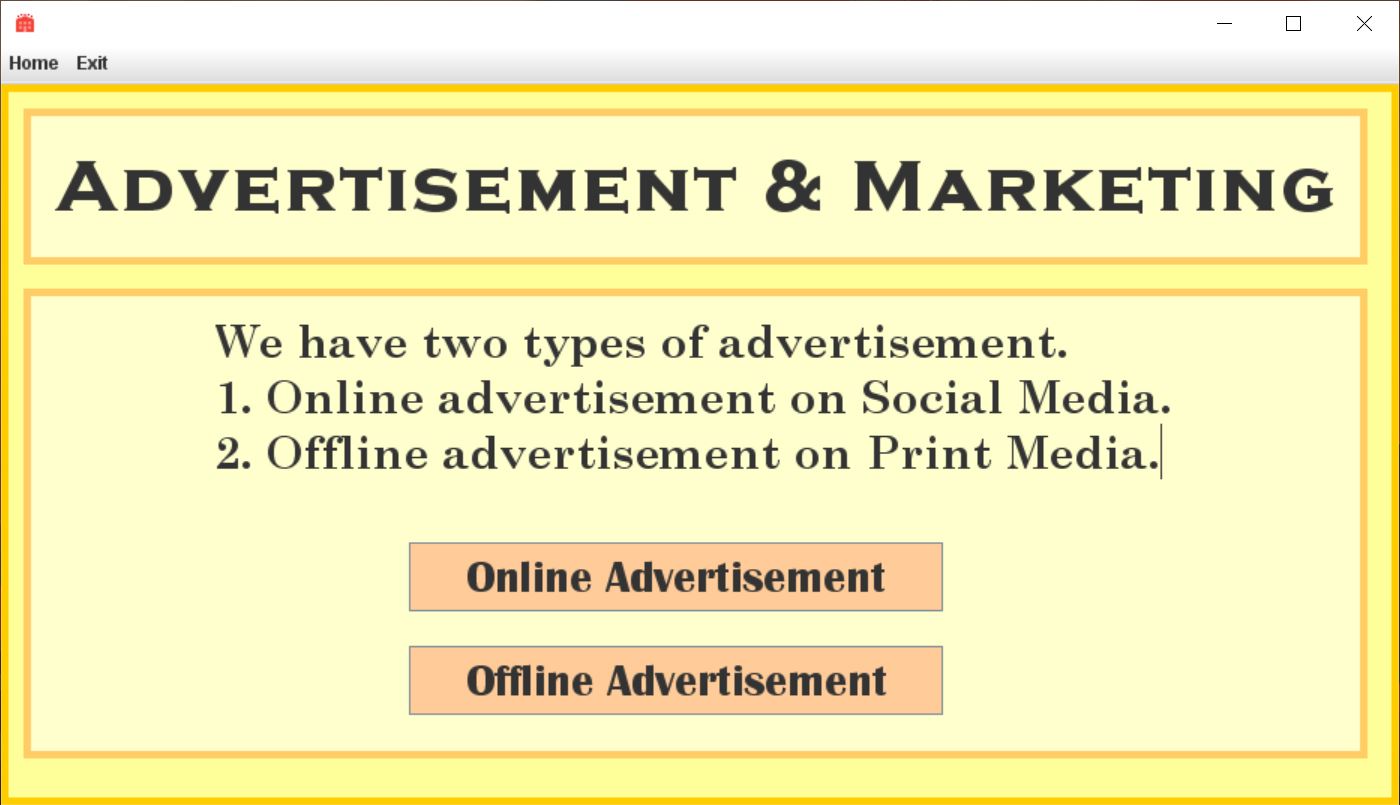 Home Exit
Advertisement & Marketing
We have two types of advertisement.
1. Online advertisement on Social Media.
2. Offline advertisement on Print Media.
Online Advertisement
Offline Advertisement